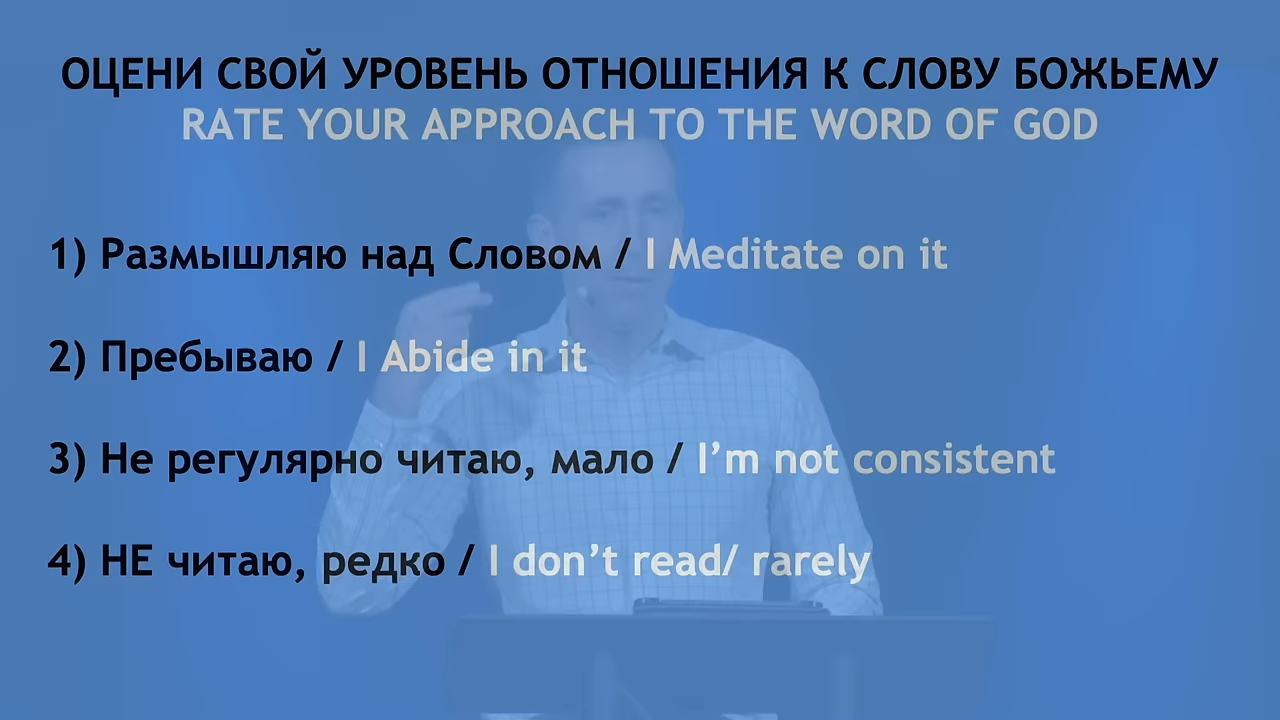 ОЦЕНИ СВОЙ УРОВЕНЬ ОТНОШЕНИЯ К СЛОВУ БОЖЬЕМУ
RATE YOUR APPROACH TO THE WORD OF GOD
1) Размышляю над Словом / I Meditate on it
2) Пребываю / I Abide in it
3) Не регулярно читаю, мало / I’m not consistent
4) НЕ читаю, редко / I don’t read/ rarely